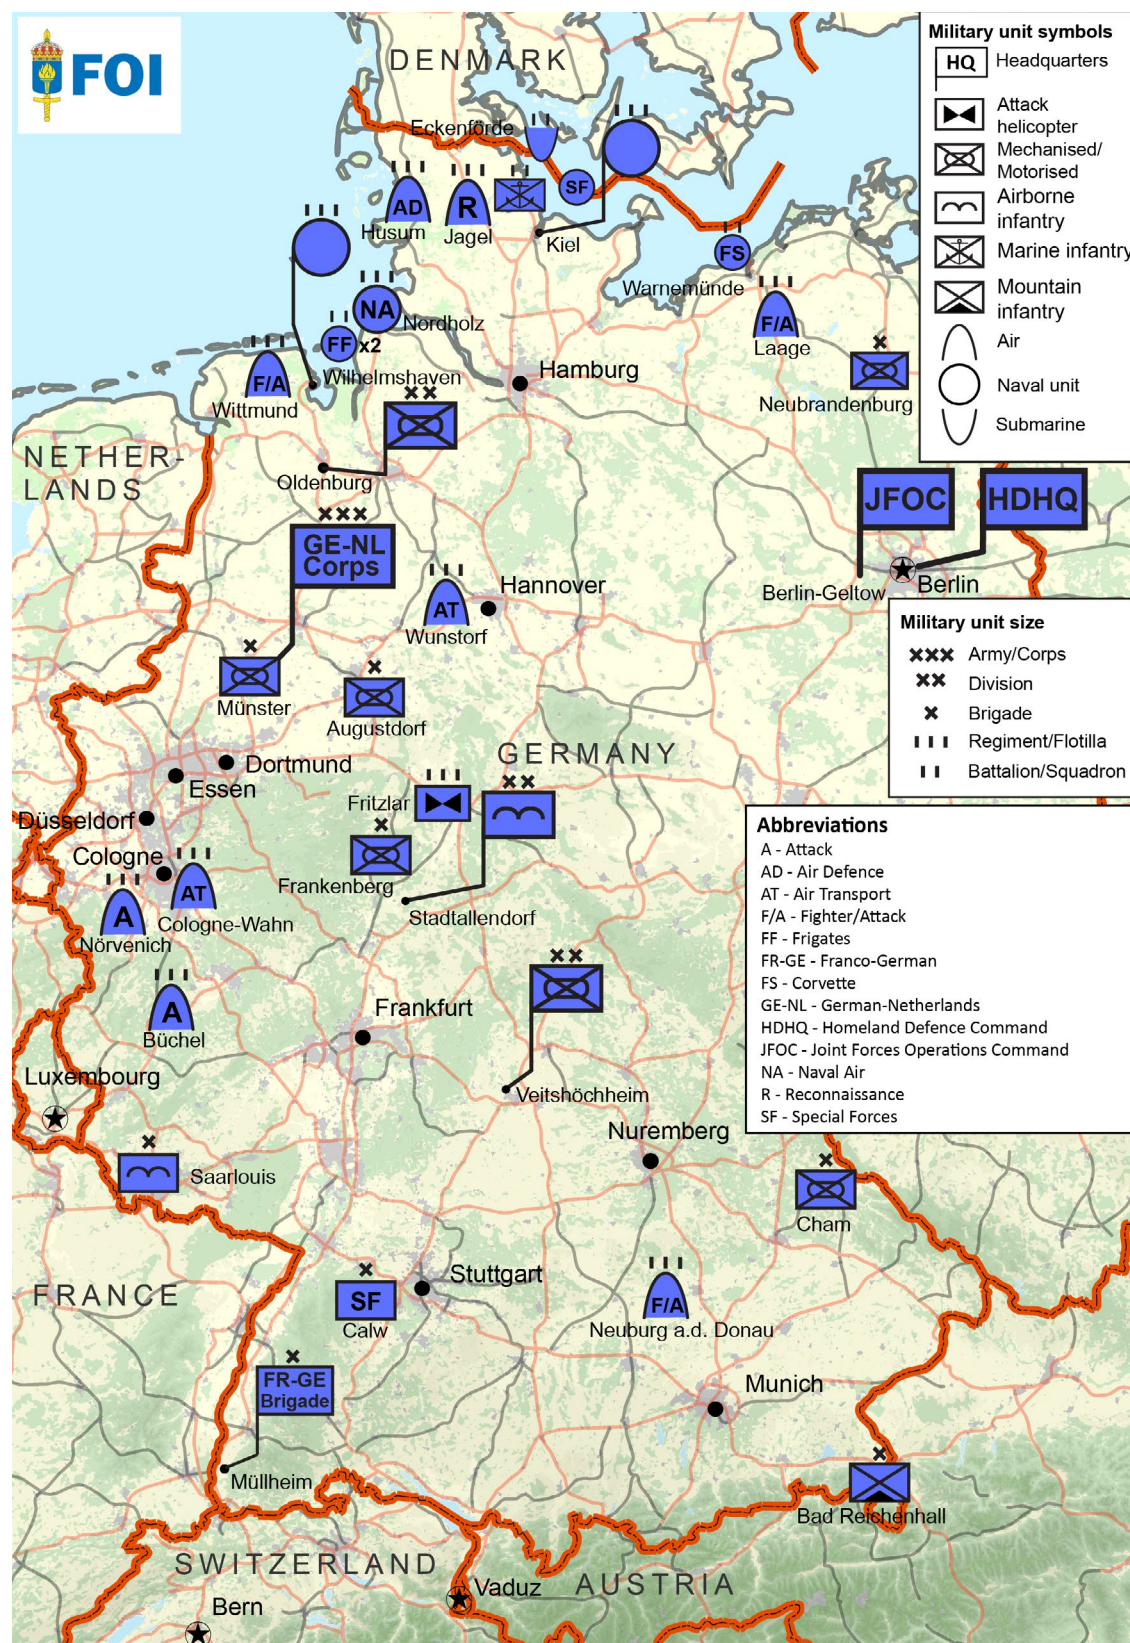 FOI
DENMARK
Eckenförde
AD
Husum
R
Jagel
SF
Kiel
FS
Warnemünde
F/A
Laage
Neubrandenburg
NA
Nordholz
FF x2
F/A
Wittmund
Wilhelmshaven
Hamburg
NETHER-
LANDS
Oldenburg
GE-NL
Corps
JFOC
HDHQ
Berlin-Geltow
Berlin
AT
Wunstorf
Hannover
Münster
Augustdorf
GERMANY
Dortmund
Essen
Düsseldorf
Cologne
Fritzlar
Frankenberg
Stadtallendorf
A
Nörvenich
AT
Cologne-Wahn
A
Büchel
Frankfurt
Veitshöchheim
Luxembourg
Nuremberg
Saarlouis
Cham
FRANCE
SF
Calw
Stuttgart
F/A
Neuburg a.d. Donau
FR-GE
Brigade
Müllheim
Munich
Bad Reichenhall
SWITZERLAND
Vaduz
AUSTRIA
Bern
Military unit symbols
HQ
Headquarters
Attack
helicopter
Mechanised/
Motorised
Airborne
infantry
Marine infantry
Mountain
infantry
Air
Naval unit
Submarine
Military unit size
Army/Corps
Division
Brigade
Regiment/Flotilla
Battalion/Squadron
Abbreviations
A - Attack
AD - Air Defence
AT - Air Transport
F/A - Fighter/Attack
FF - Frigates
FR-GE - Franco-German
FS - Corvette
GE-NL - German-Netherlands
HDHQ - Homeland Defence Command
JFOC - Joint Forces Operations Command
NA - Naval Air
R - Reconnaissance
SF - Special Forces